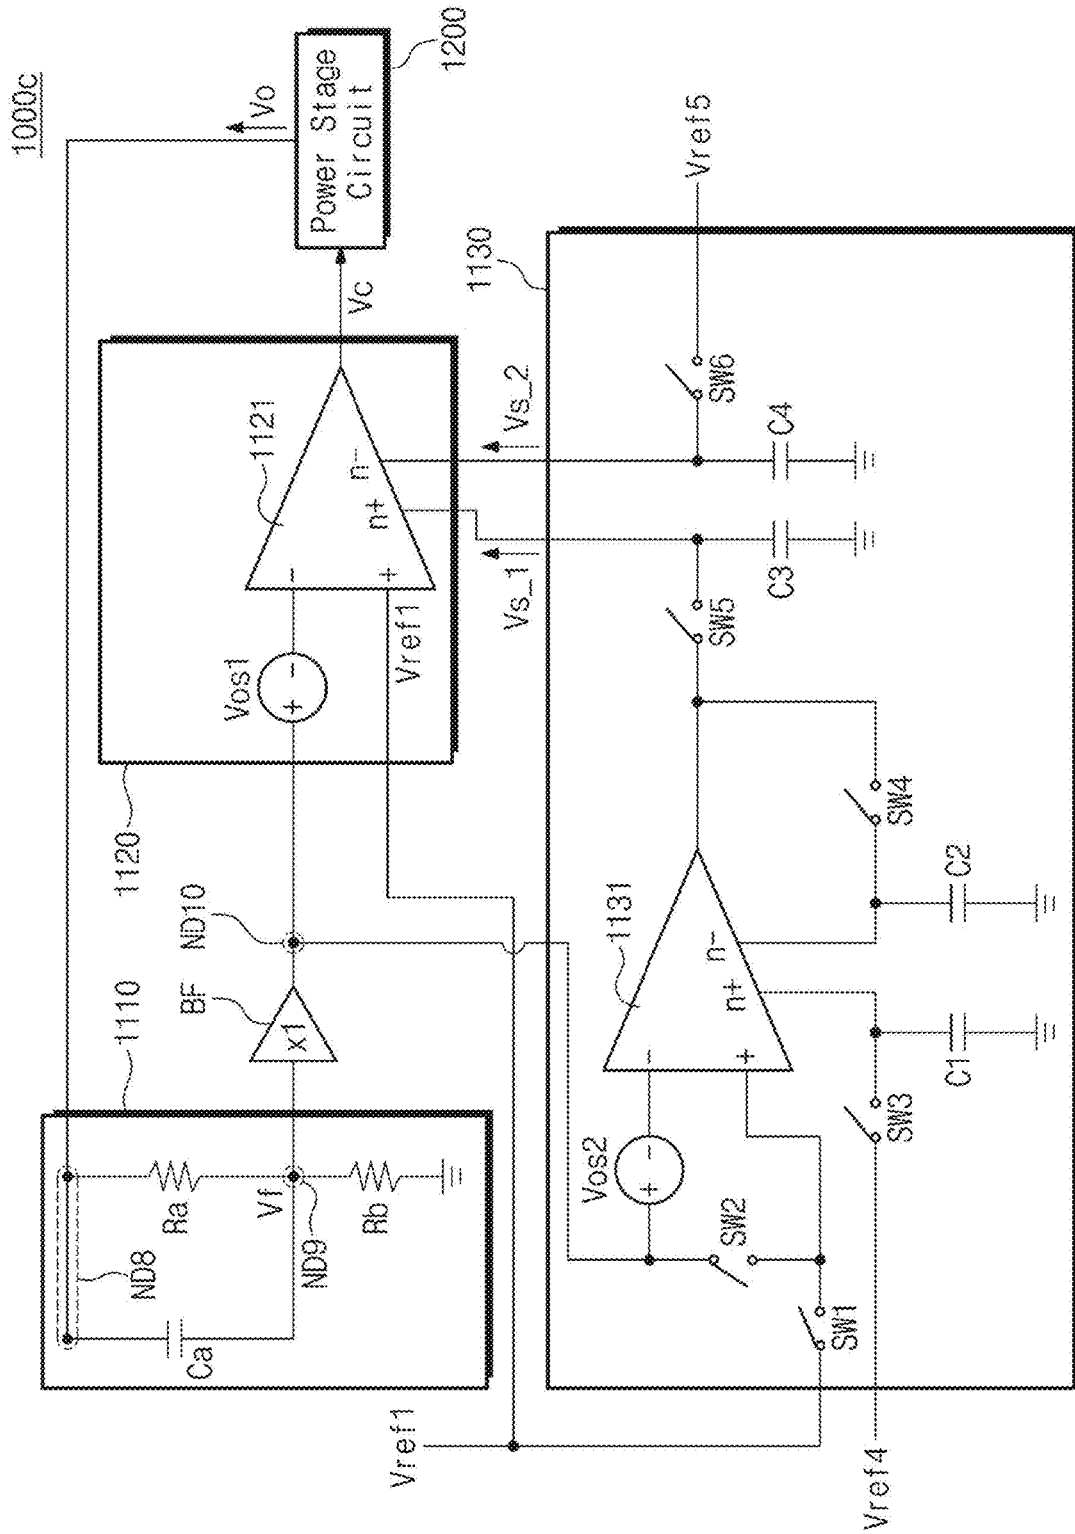 1000c
Vo
Power Stage
Circuit
1200
Vc
1120
1121
Vos1
+
-
-
+
n+
n-
Vref1
1110
BF
x1
ND10
ND8
Ca
Ra
Vf
ND9
Rb
Vref1
Vs_1
Vs_2
1130
Vref5
SW6
C4
C3
SW5
1131
Vos2
+
-
-
+
n+
n-
SW4
C2
C1
SW3
SW2
SW1
Vref4